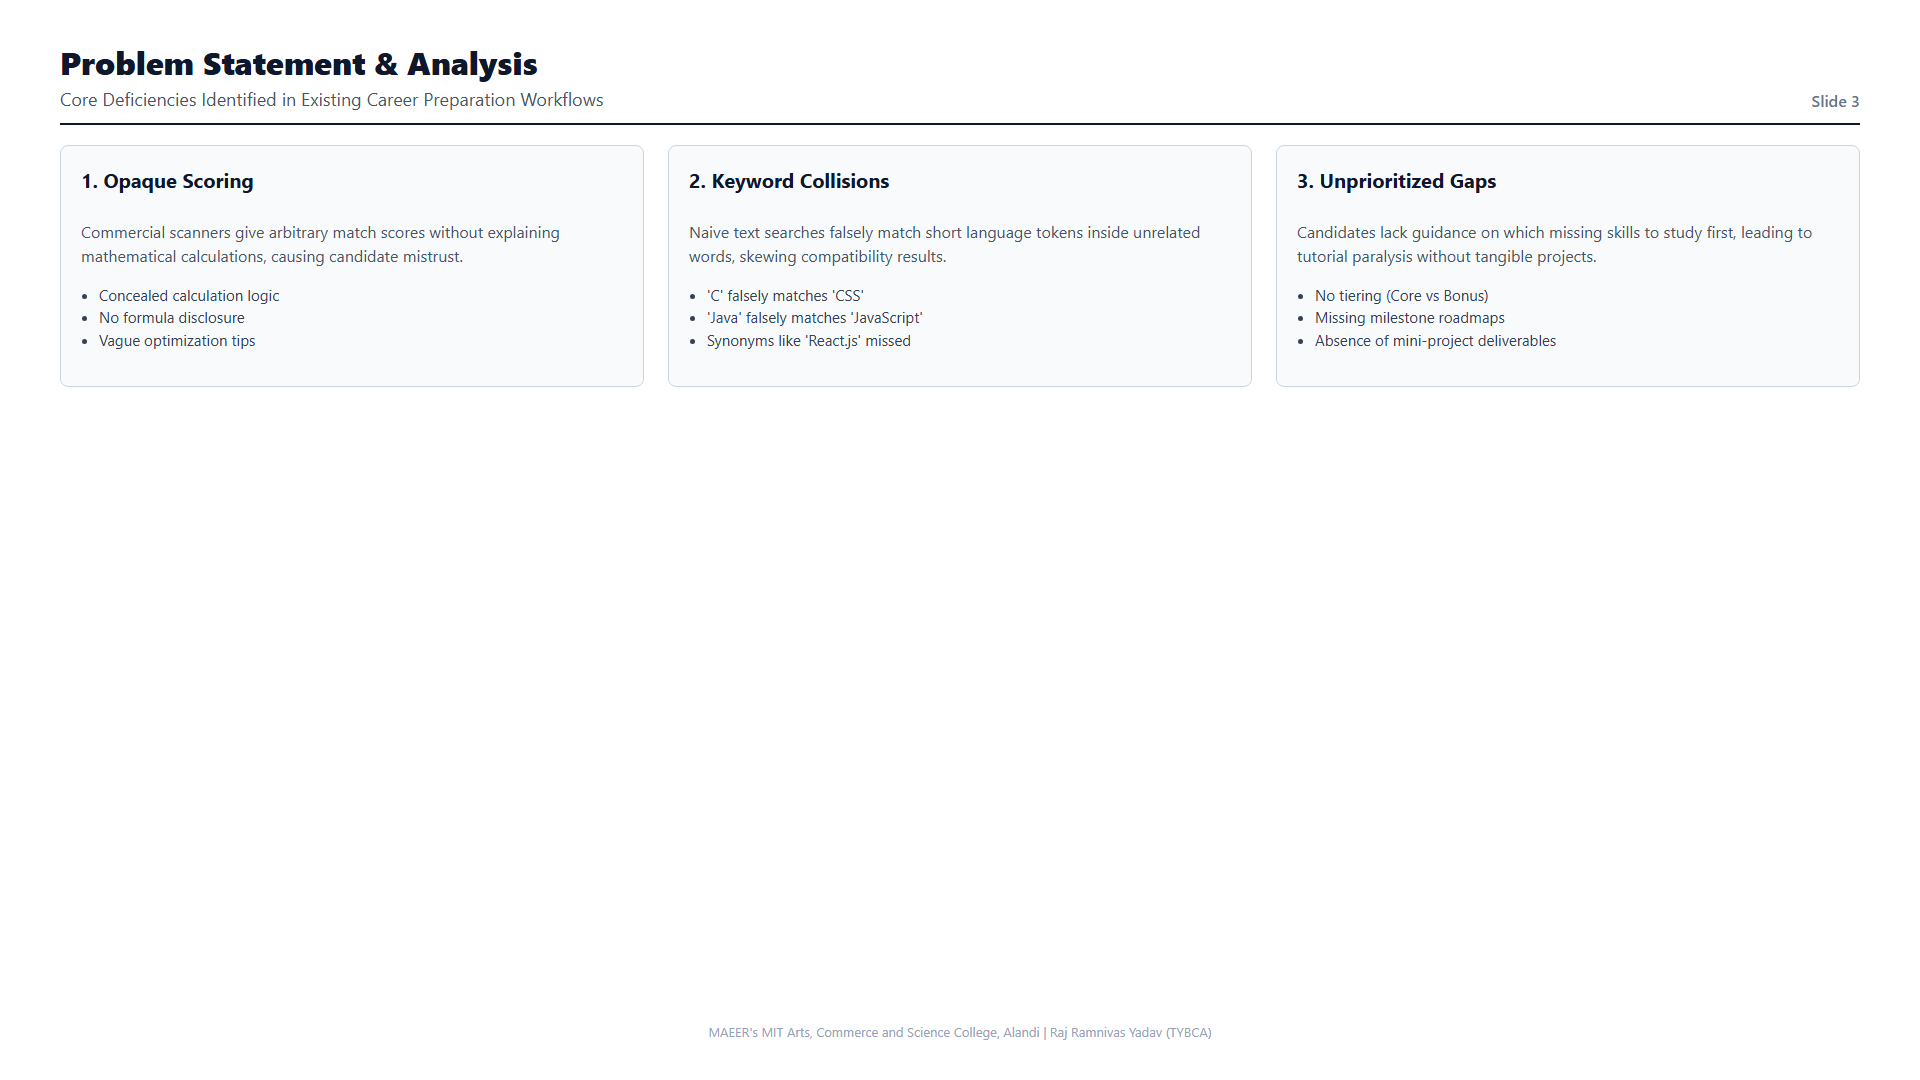 Problem Statement & Analysis
Core Deficiencies Identified in Existing Career Preparation Workflows
Slide 3
1. Opaque Scoring
Commercial scanners give arbitrary match scores without explaining
mathematical calculations, causing candidate mistrust.
• Concealed calculation logic
• No formula disclosure
• Vague optimization tips
2. Keyword Collisions
Naive text searches falsely match short language tokens inside unrelated
words, skewing compatibility results.
• 'C' falsely matches 'CSS'
• 'Java' falsely matches 'JavaScript'
• Synonyms like 'React.js' missed
3. Unprioritized Gaps
Candidates lack guidance on which missing skills to study first, leading to
tutorial paralysis without tangible projects.
• No tiering (Core vs Bonus)
• Missing milestone roadmaps
• Absence of mini-project deliverables
MAEER's MIT Arts, Commerce and Science College, Alandi | Raj Ramnivas Yadav (TYBCA)